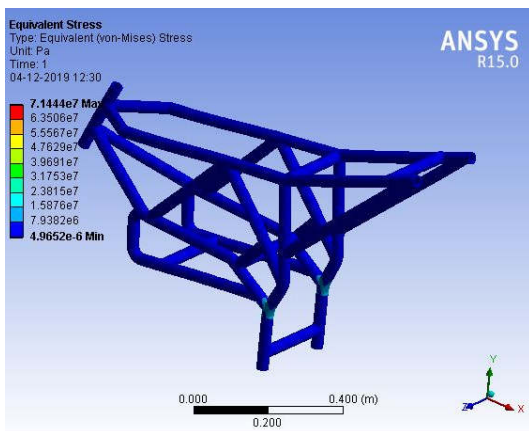 Equivalent Stress
Type: Equivalent (von-Mises) Stress
Unit: Pa
Time: 1
04-12-2019 12:30
ANSYS
R15.0
7.1444e7 Max
6.3506e7
5.5567e7
4.7629e7
3.9691e7
3.1753e7
2.3815e7
1.5876e7
7.9382e6
4.9652e-6 Min
0.000
0.400 (m)
0.200
Y
Z
X